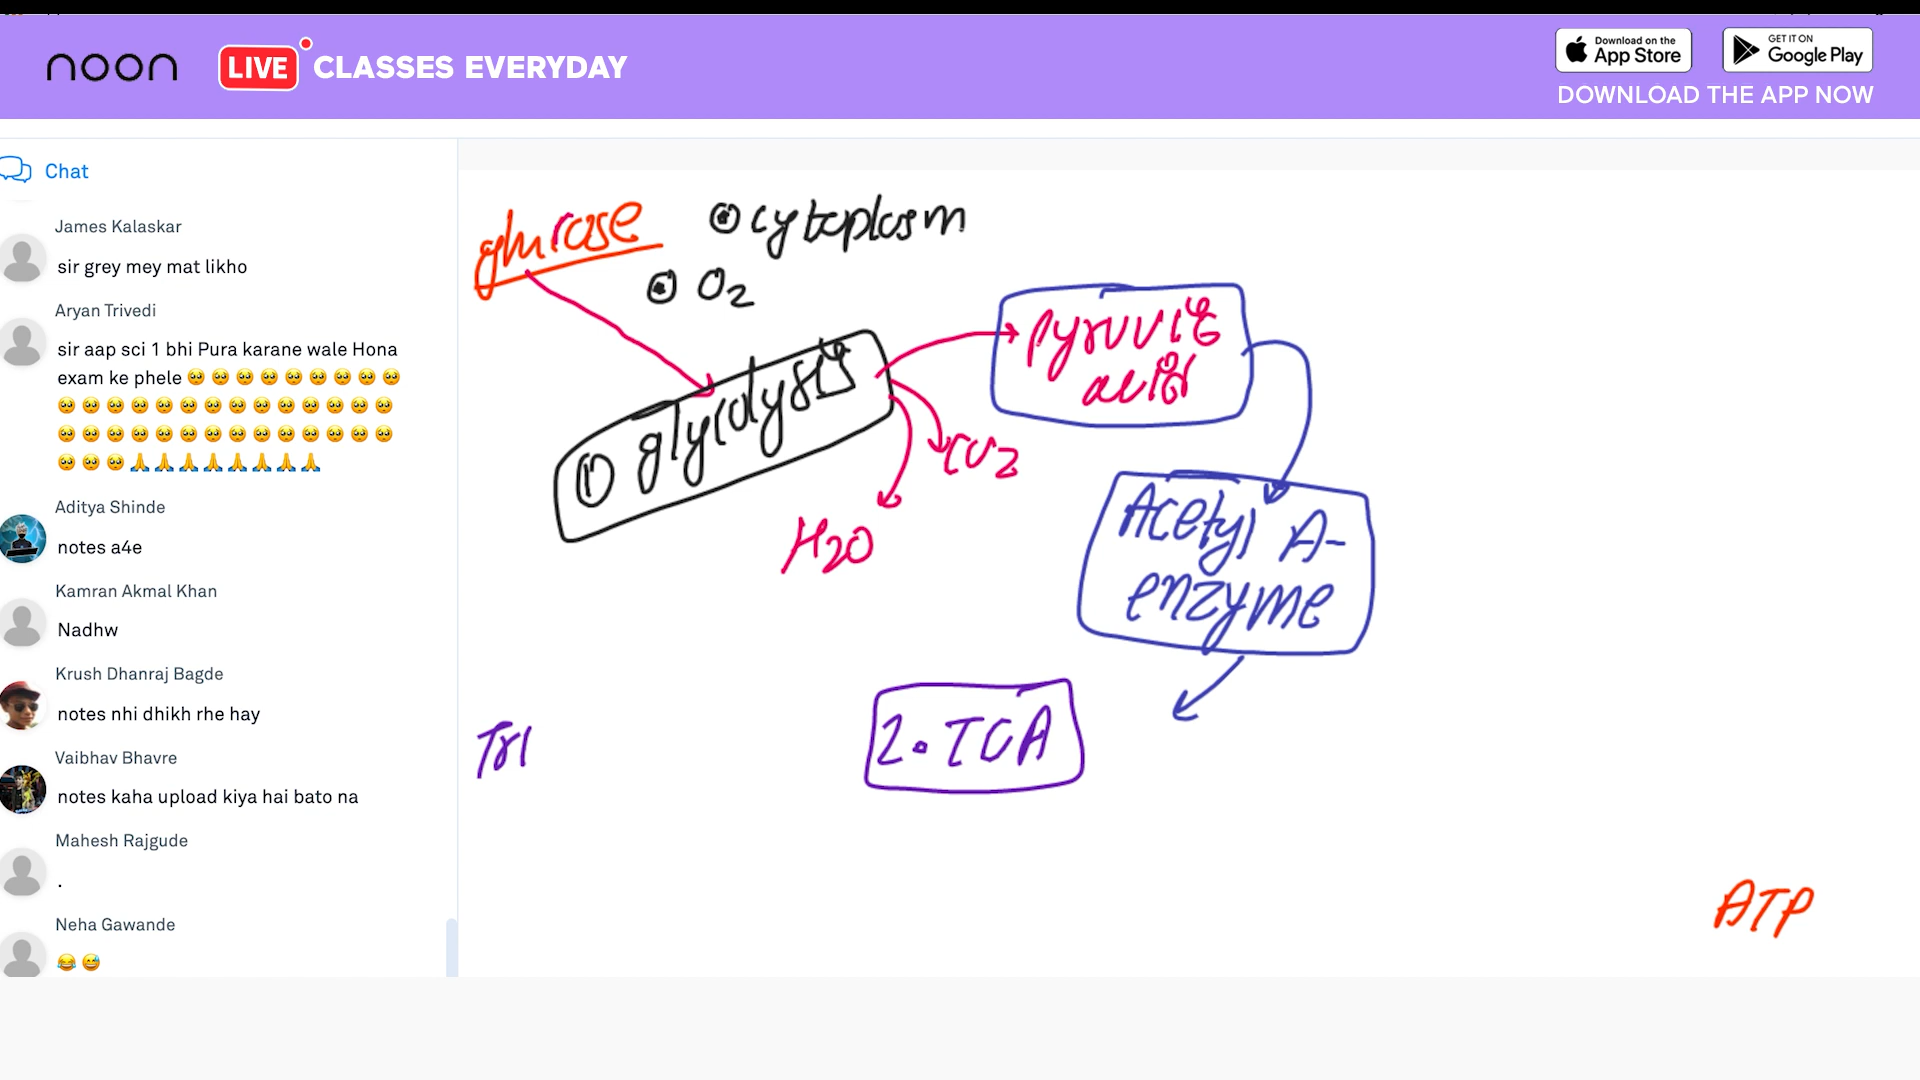 noon LIVE CLASSES EVERYDAY
Download on the
App Store
GET IT ON
Google Play
DOWNLOAD THE APP NOW
Chat
James Kalaskar
sir grey mey mat likho
Aryan Trivedi
sir aap sci 1 bhi Pura karane wale Hona
exam ke phele 🥺🥺🥺🥺🥺🥺🥺🥺🥺
🥺🥺🥺🥺🥺🥺🥺🥺🥺🥺🥺🥺🥺🥺
🥺🥺🥺🥺🥺🥺🥺🥺🥺🥺🥺🥺🥺🥺
🥺🥺🥺🙏🙏🙏🙏🙏🙏🙏🙏
Aditya Shinde
notes a4e
Kamran Akmal Khan
Nadhw
Krush Dhanraj Bagde
notes nhi dhikh rhe hay
Vaibhav Bhavre
notes kaha upload kiya hai bato na
Mahesh Rajgude
.
Neha Gawande
😂😅
glucose
cytoplasm
O2
① glycolysis
pyruvic
acid
CO2
H2O
Acetyl A-
enzyme
2. TCA
Tri
ATP